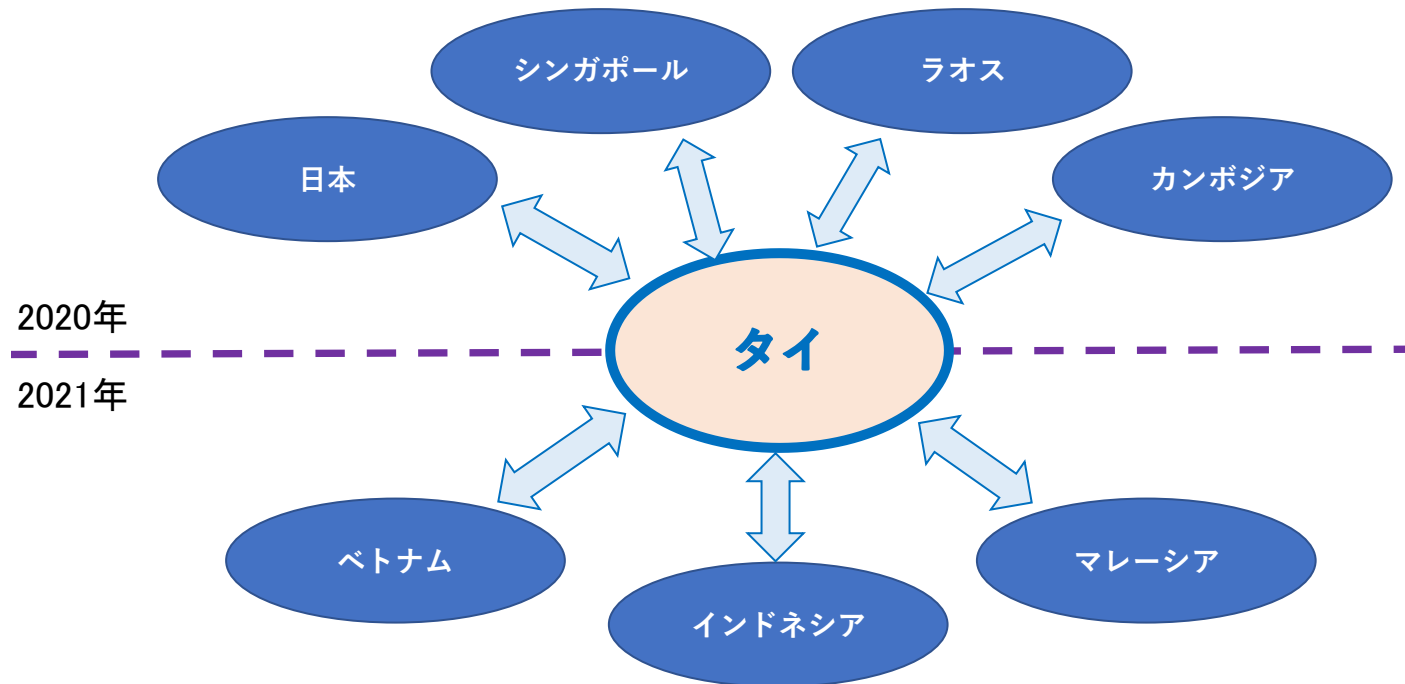 シンガポール
ラオス
日本
カンボジア
2020年
タイ
2021年
ベトナム
マレーシア
インドネシア